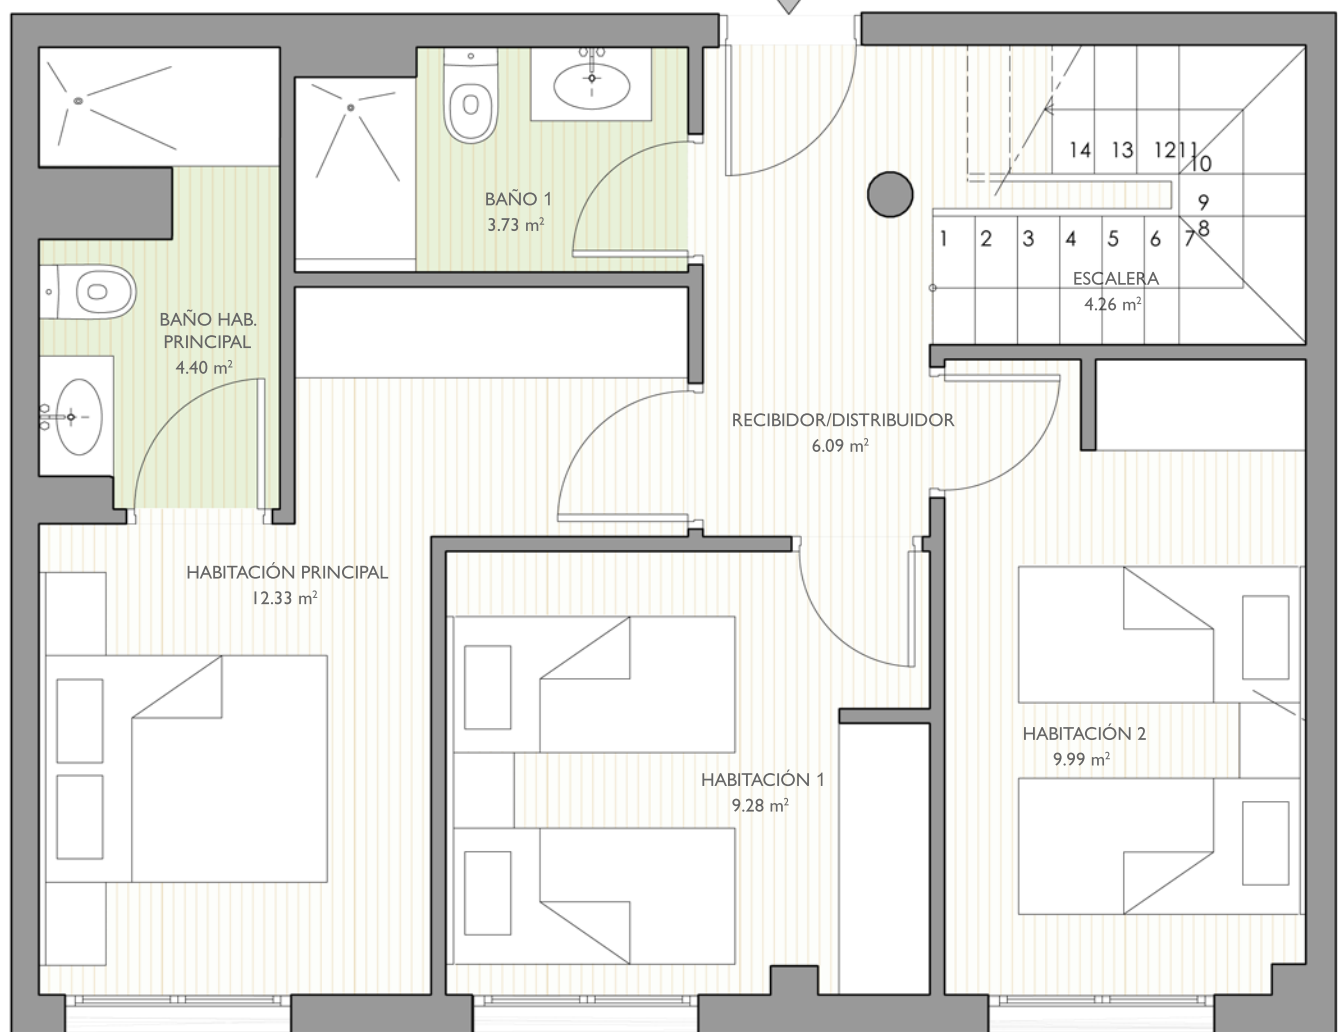 14 13 12 11
10
9
8
1 2 3 4 5 6 7
BAÑO 1
3.73 m²
ESCALERA
4.26 m²
BAÑO HAB.
PRINCIPAL
4.40 m²
RECIBIDOR/DISTRIBUIDOR
6.09 m²
HABITACIÓN PRINCIPAL
12.33 m²
HABITACIÓN 2
9.99 m²
HABITACIÓN 1
9.28 m²